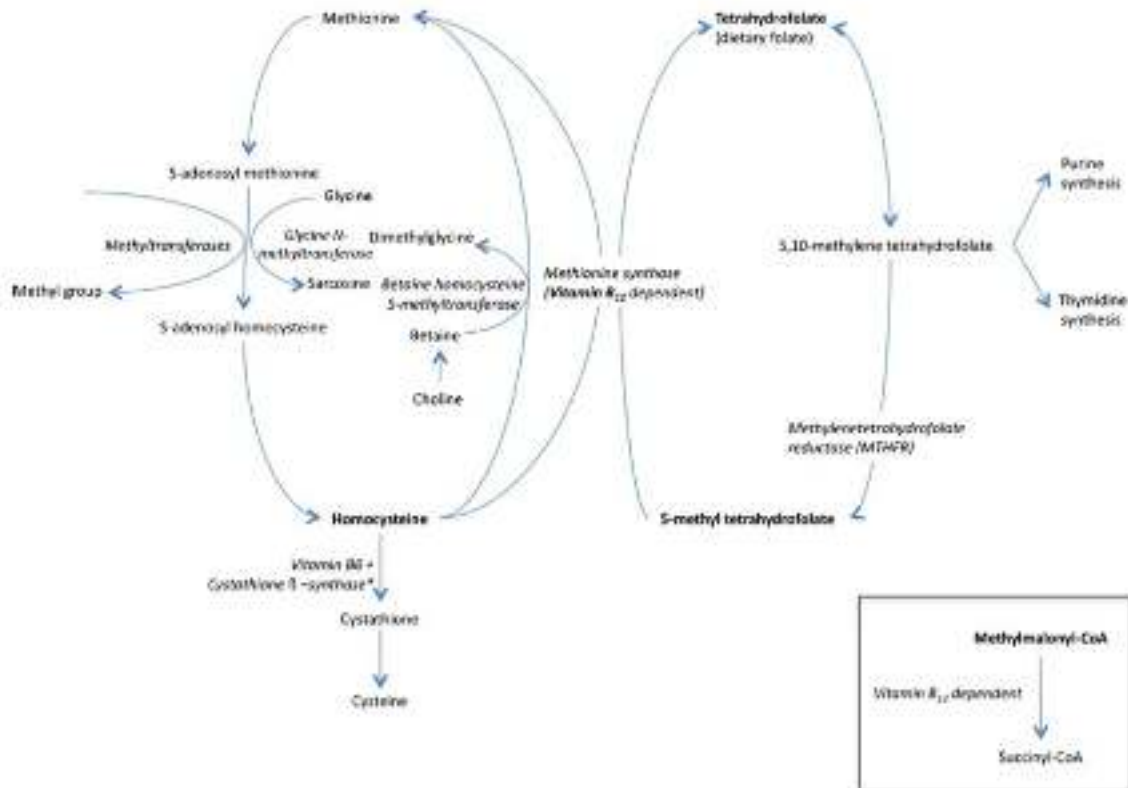 Methionine
Tetrahydrofolate
(dietary folate)
S-adenosyl methionine
Glycine
Purine
synthesis
Methyltransferases
Glycine N-
methyltransferase
Dimethylglycine
5,10-methylene tetrahydrofolate
Methyl group
Sarcosine
Betaine homocysteine
S-methyltransferase
Methionine synthase
(Vitamin B12 dependent)
Thymidine
synthesis
S-adenosyl homocysteine
Betaine
Choline
Methylenetetrahydrofolate
reductase (MTHFR)
Homocysteine
5-methyl tetrahydrofolate
Vitamin B6 +
Cystathione β –synthase*
Cystathione
Cysteine
Methylmalonyl-CoA
Vitamin B12 dependent
Succinyl-CoA